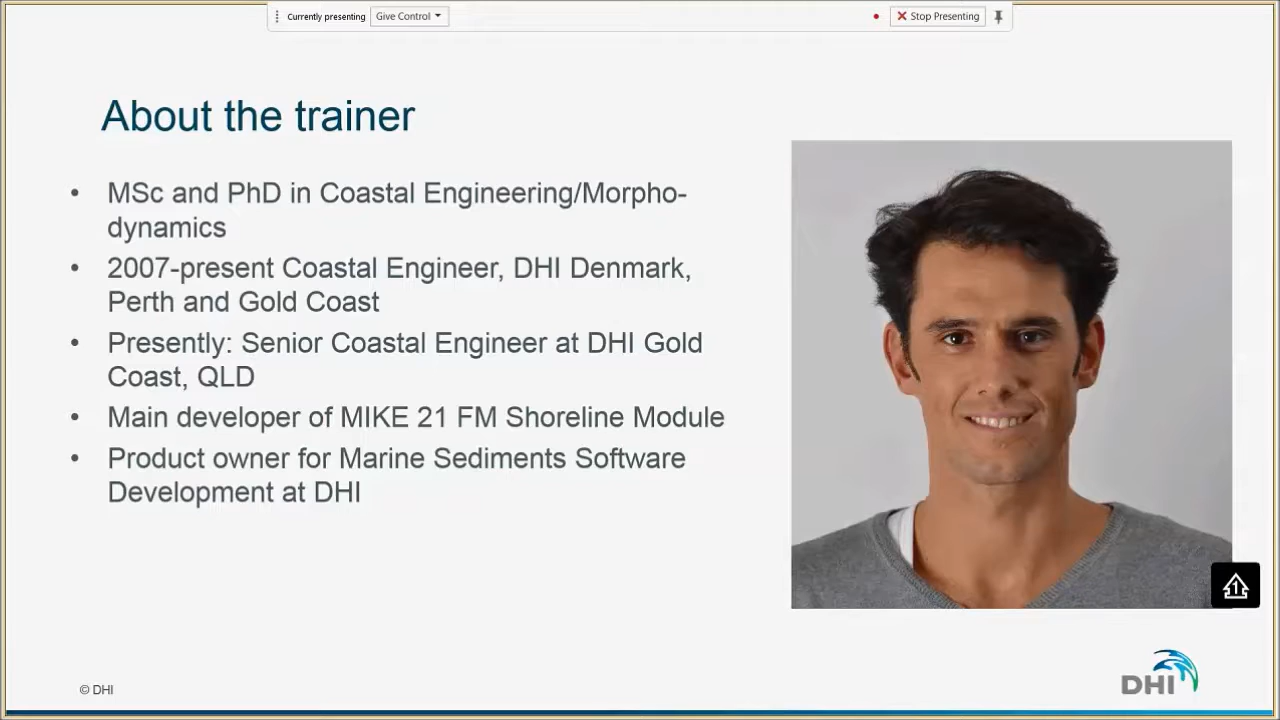 Currently presenting Give Control Stop Presenting
About the trainer
• MSc and PhD in Coastal Engineering/Morpho-
dynamics
• 2007-present Coastal Engineer, DHI Denmark,
Perth and Gold Coast
• Presently: Senior Coastal Engineer at DHI Gold
Coast, QLD
• Main developer of MIKE 21 FM Shoreline Module
• Product owner for Marine Sediments Software
Development at DHI
1
© DHI
DHI